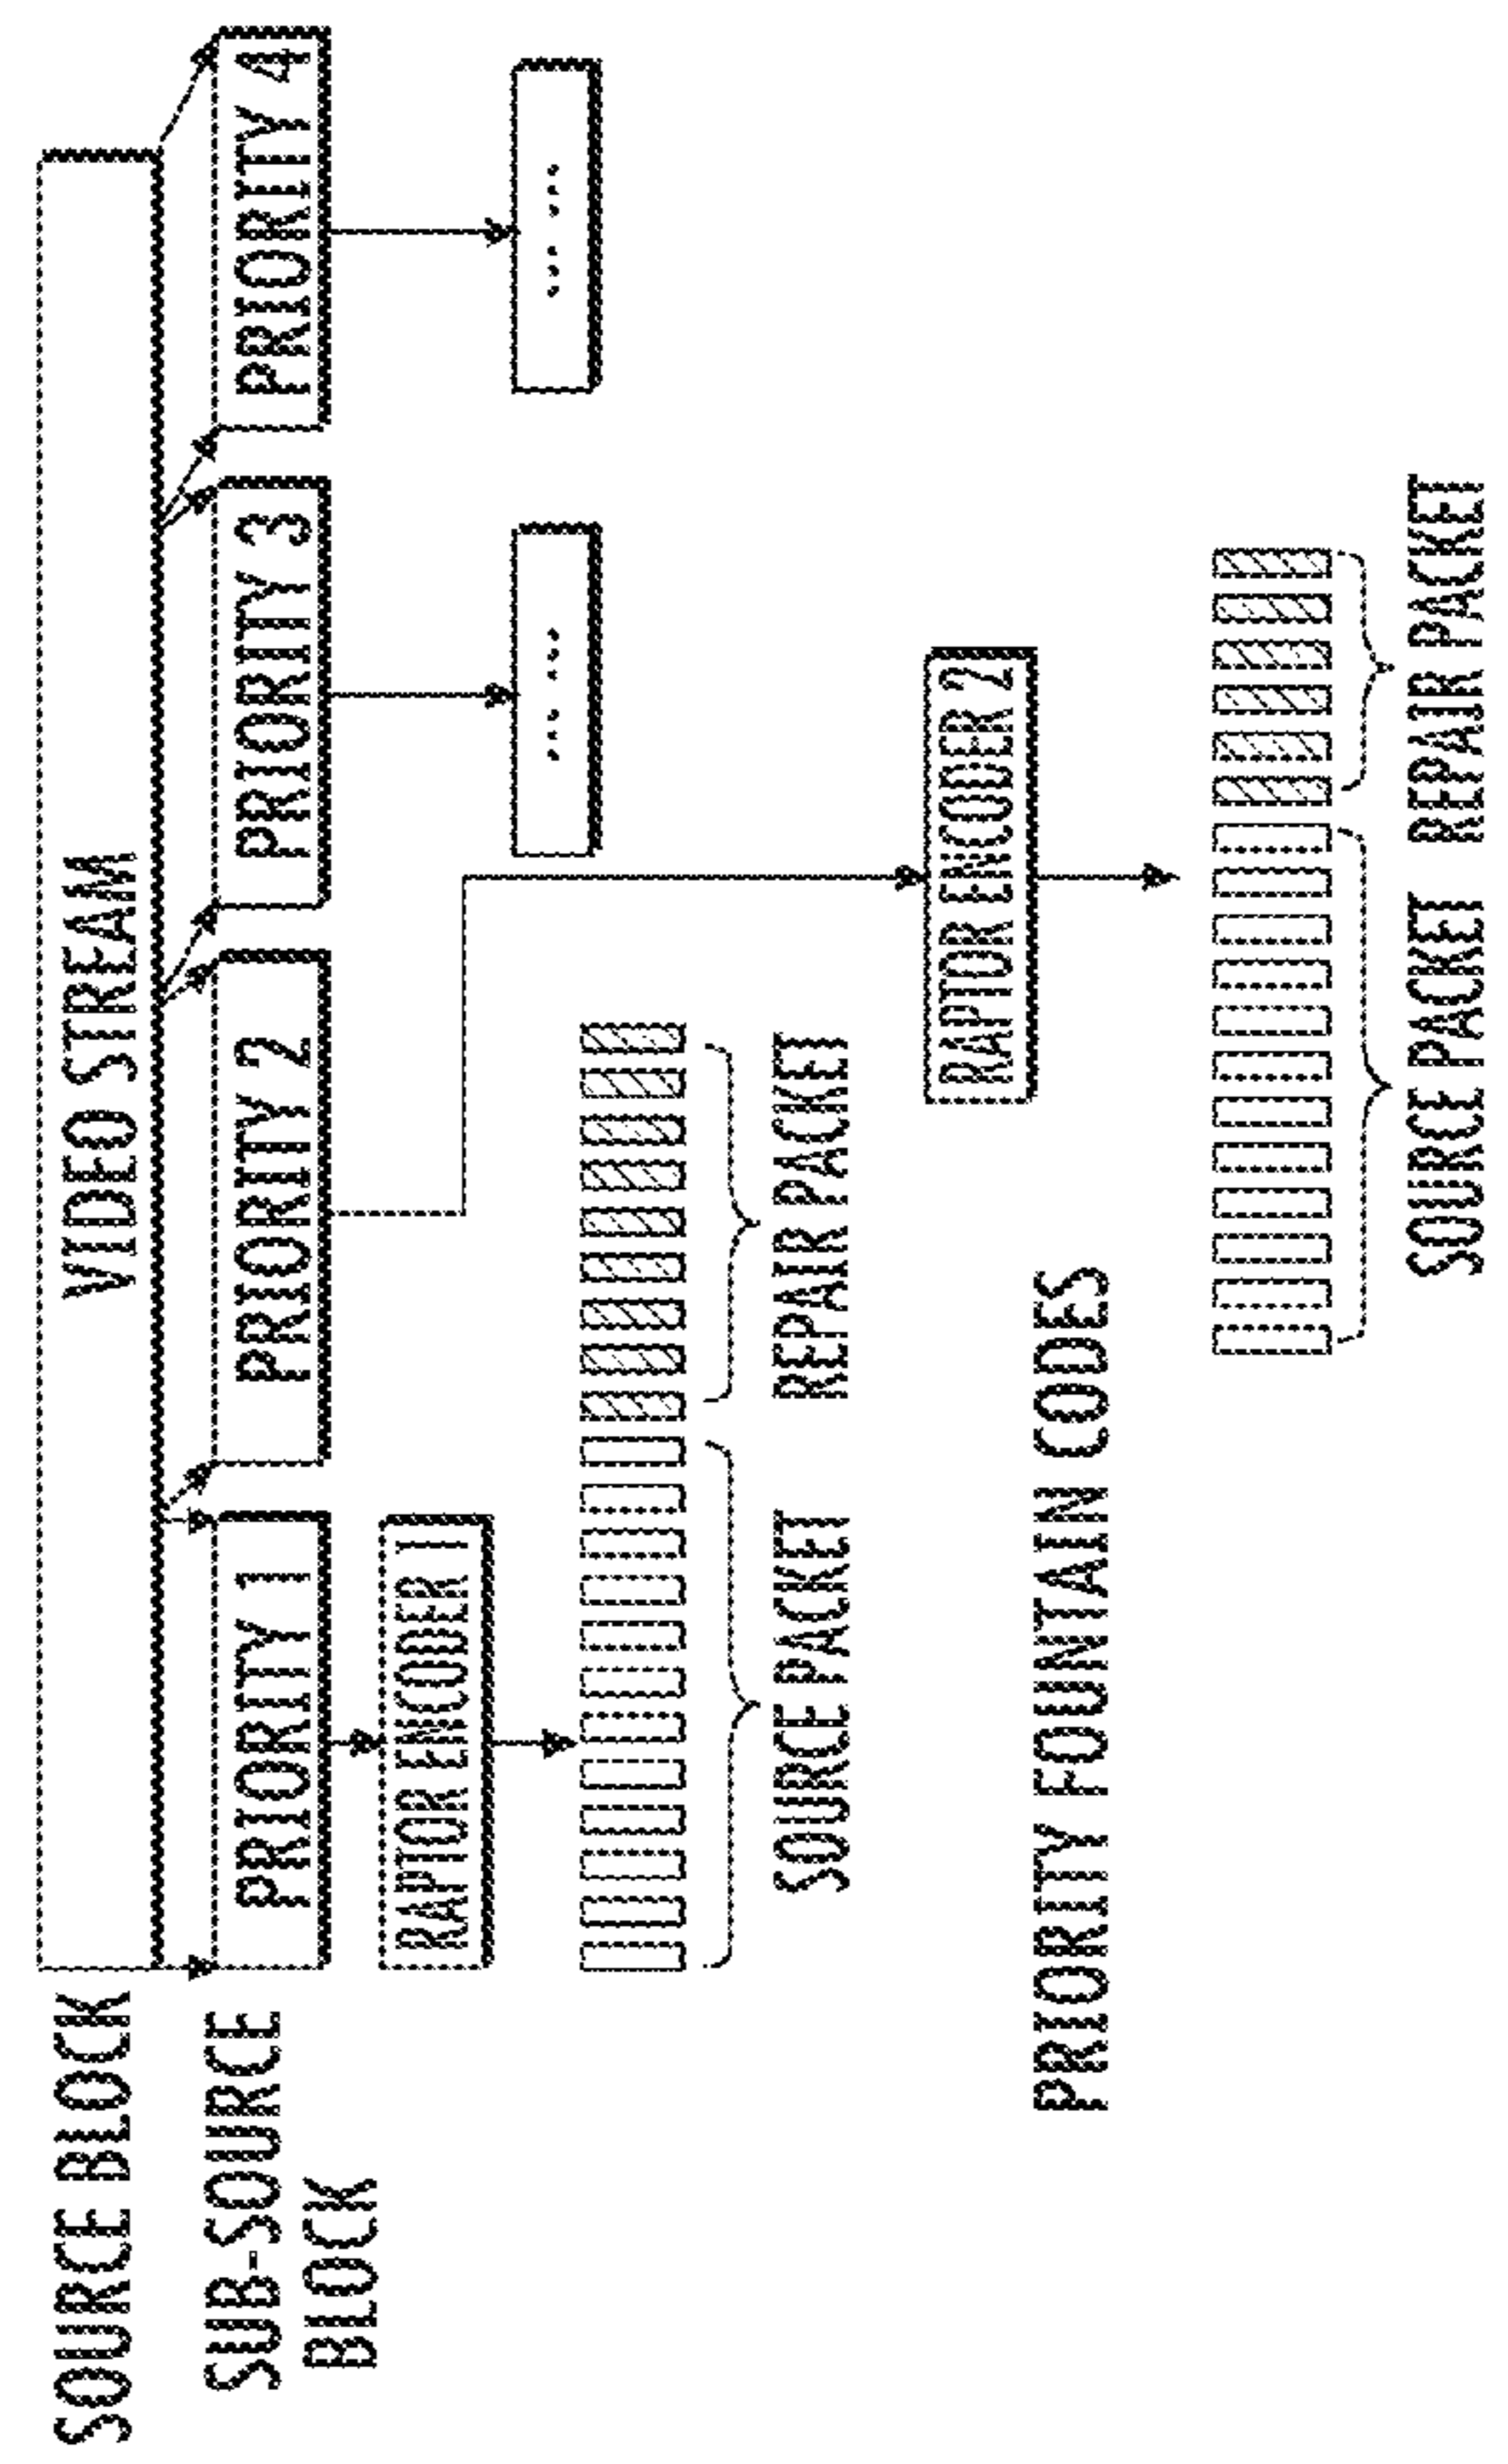 SOURCE BLOCK
VIDEO STREAM
SUB-SOURCE
BLOCK
PRIORITY 1
PRIORITY 2
PRIORITY 3
PRIORITY 4
RAPTOR ENCODER 1
... ...
... ...
SOURCE PACKET
REPAIR PACKET
RAPTOR ENCODER 2
PRIORITY FOUNTAIN CODES
SOURCE PACKET
REPAIR PACKET